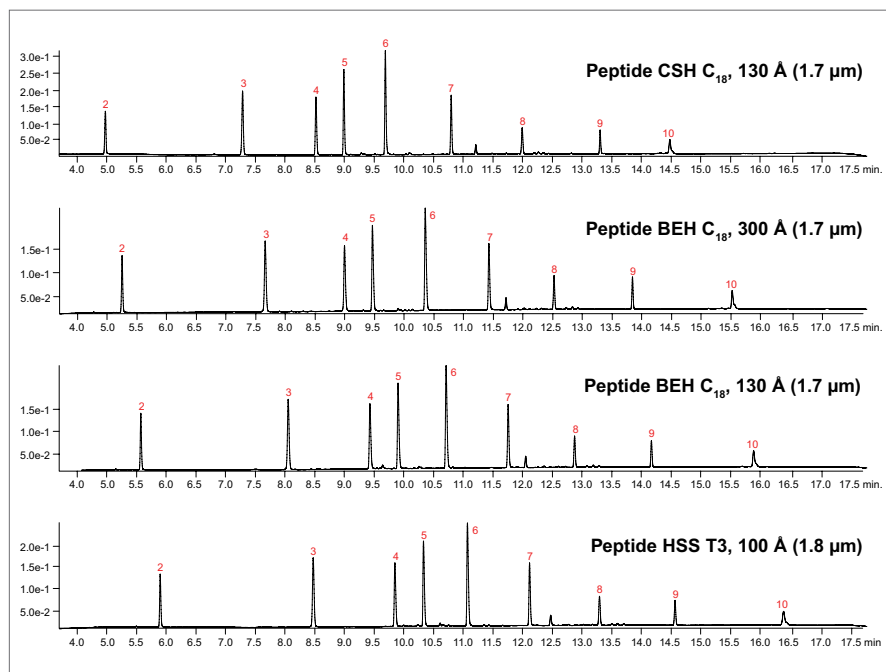 6
3.0e-1
5
Peptide CSH C₁₈, 130 Å (1.7 µm)
2.5e-1
3
7
2.0e-1
4
2
1.5e-1
8
9
1.0e-1
10
5.0e-2
4.0 4.5 5.0 5.5 6.0 6.5 7.0 7.5 8.0 8.5 9.0 9.5 10.0 10.5 11.0 11.5 12.0 12.5 13.0 13.5 14.0 14.5 15.0 15.5 16.0 16.5 17.0 17.5 min.
5 6
Peptide BEH C₁₈, 300 Å (1.7 µm)
3
4 7
2
1.5e-1
8 9
1.0e-1
10
5.0e-2
4.0 4.5 5.0 5.5 6.0 6.5 7.0 7.5 8.0 8.5 9.0 9.5 10.0 10.5 11.0 11.5 12.0 12.5 13.0 13.5 14.0 14.5 15.0 15.5 16.0 16.5 17.0 17.5 min.
5 6
Peptide BEH C₁₈, 130 Å (1.7 µm)
3
4 7
2
1.5e-1
8
9
1.0e-1
10
5.0e-2
4.0 4.5 5.0 5.5 6.0 6.5 7.0 7.5 8.0 8.5 9.0 9.5 10.0 10.5 11.0 11.5 12.0 12.5 13.0 13.5 14.0 14.5 15.0 15.5 16.0 16.5 17.0 17.5 min.
5 6
Peptide HSS T3, 100 Å (1.8 µm)
2.0e-1
3
4 7
2
1.5e-1
8
9
1.0e-1
10
5.0e-2
4.0 4.5 5.0 5.5 6.0 6.5 7.0 7.5 8.0 8.5 9.0 9.5 10.0 10.5 11.0 11.5 12.0 12.5 13.0 13.5 14.0 14.5 15.0 15.5 16.0 16.5 17.0 17.5 min.